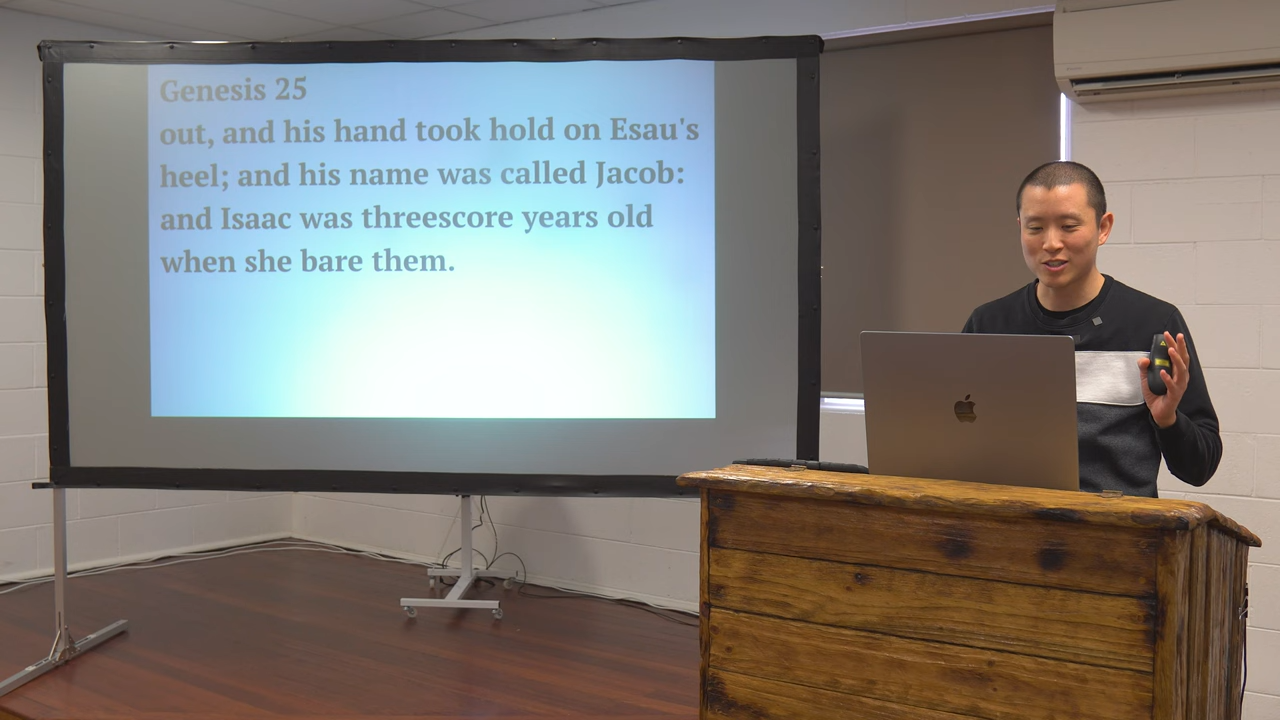 Genesis 25
out, and his hand took hold on Esau's
heel; and his name was called Jacob:
and Isaac was threescore years old
when she bare them.